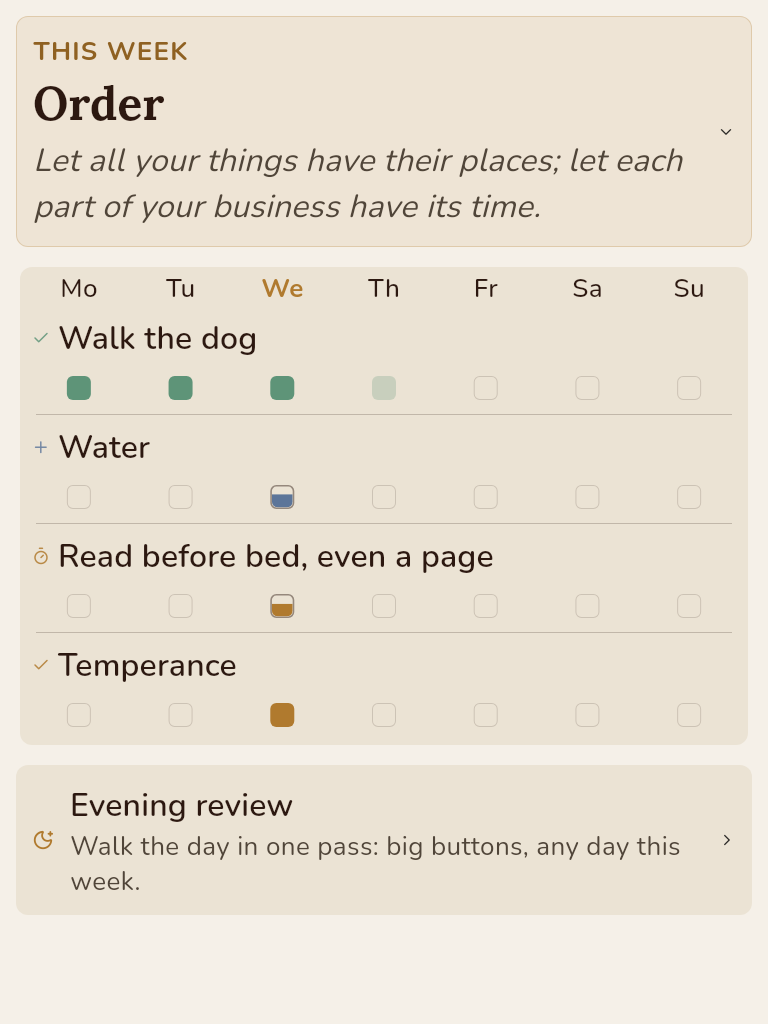 THIS WEEK
Order
Let all your things have their places; let each
part of your business have its time.
Mo Tu We Th Fr Sa Su
Walk the dog
Water
Read before bed, even a page
Temperance
Evening review
Walk the day in one pass: big buttons, any day this
week.